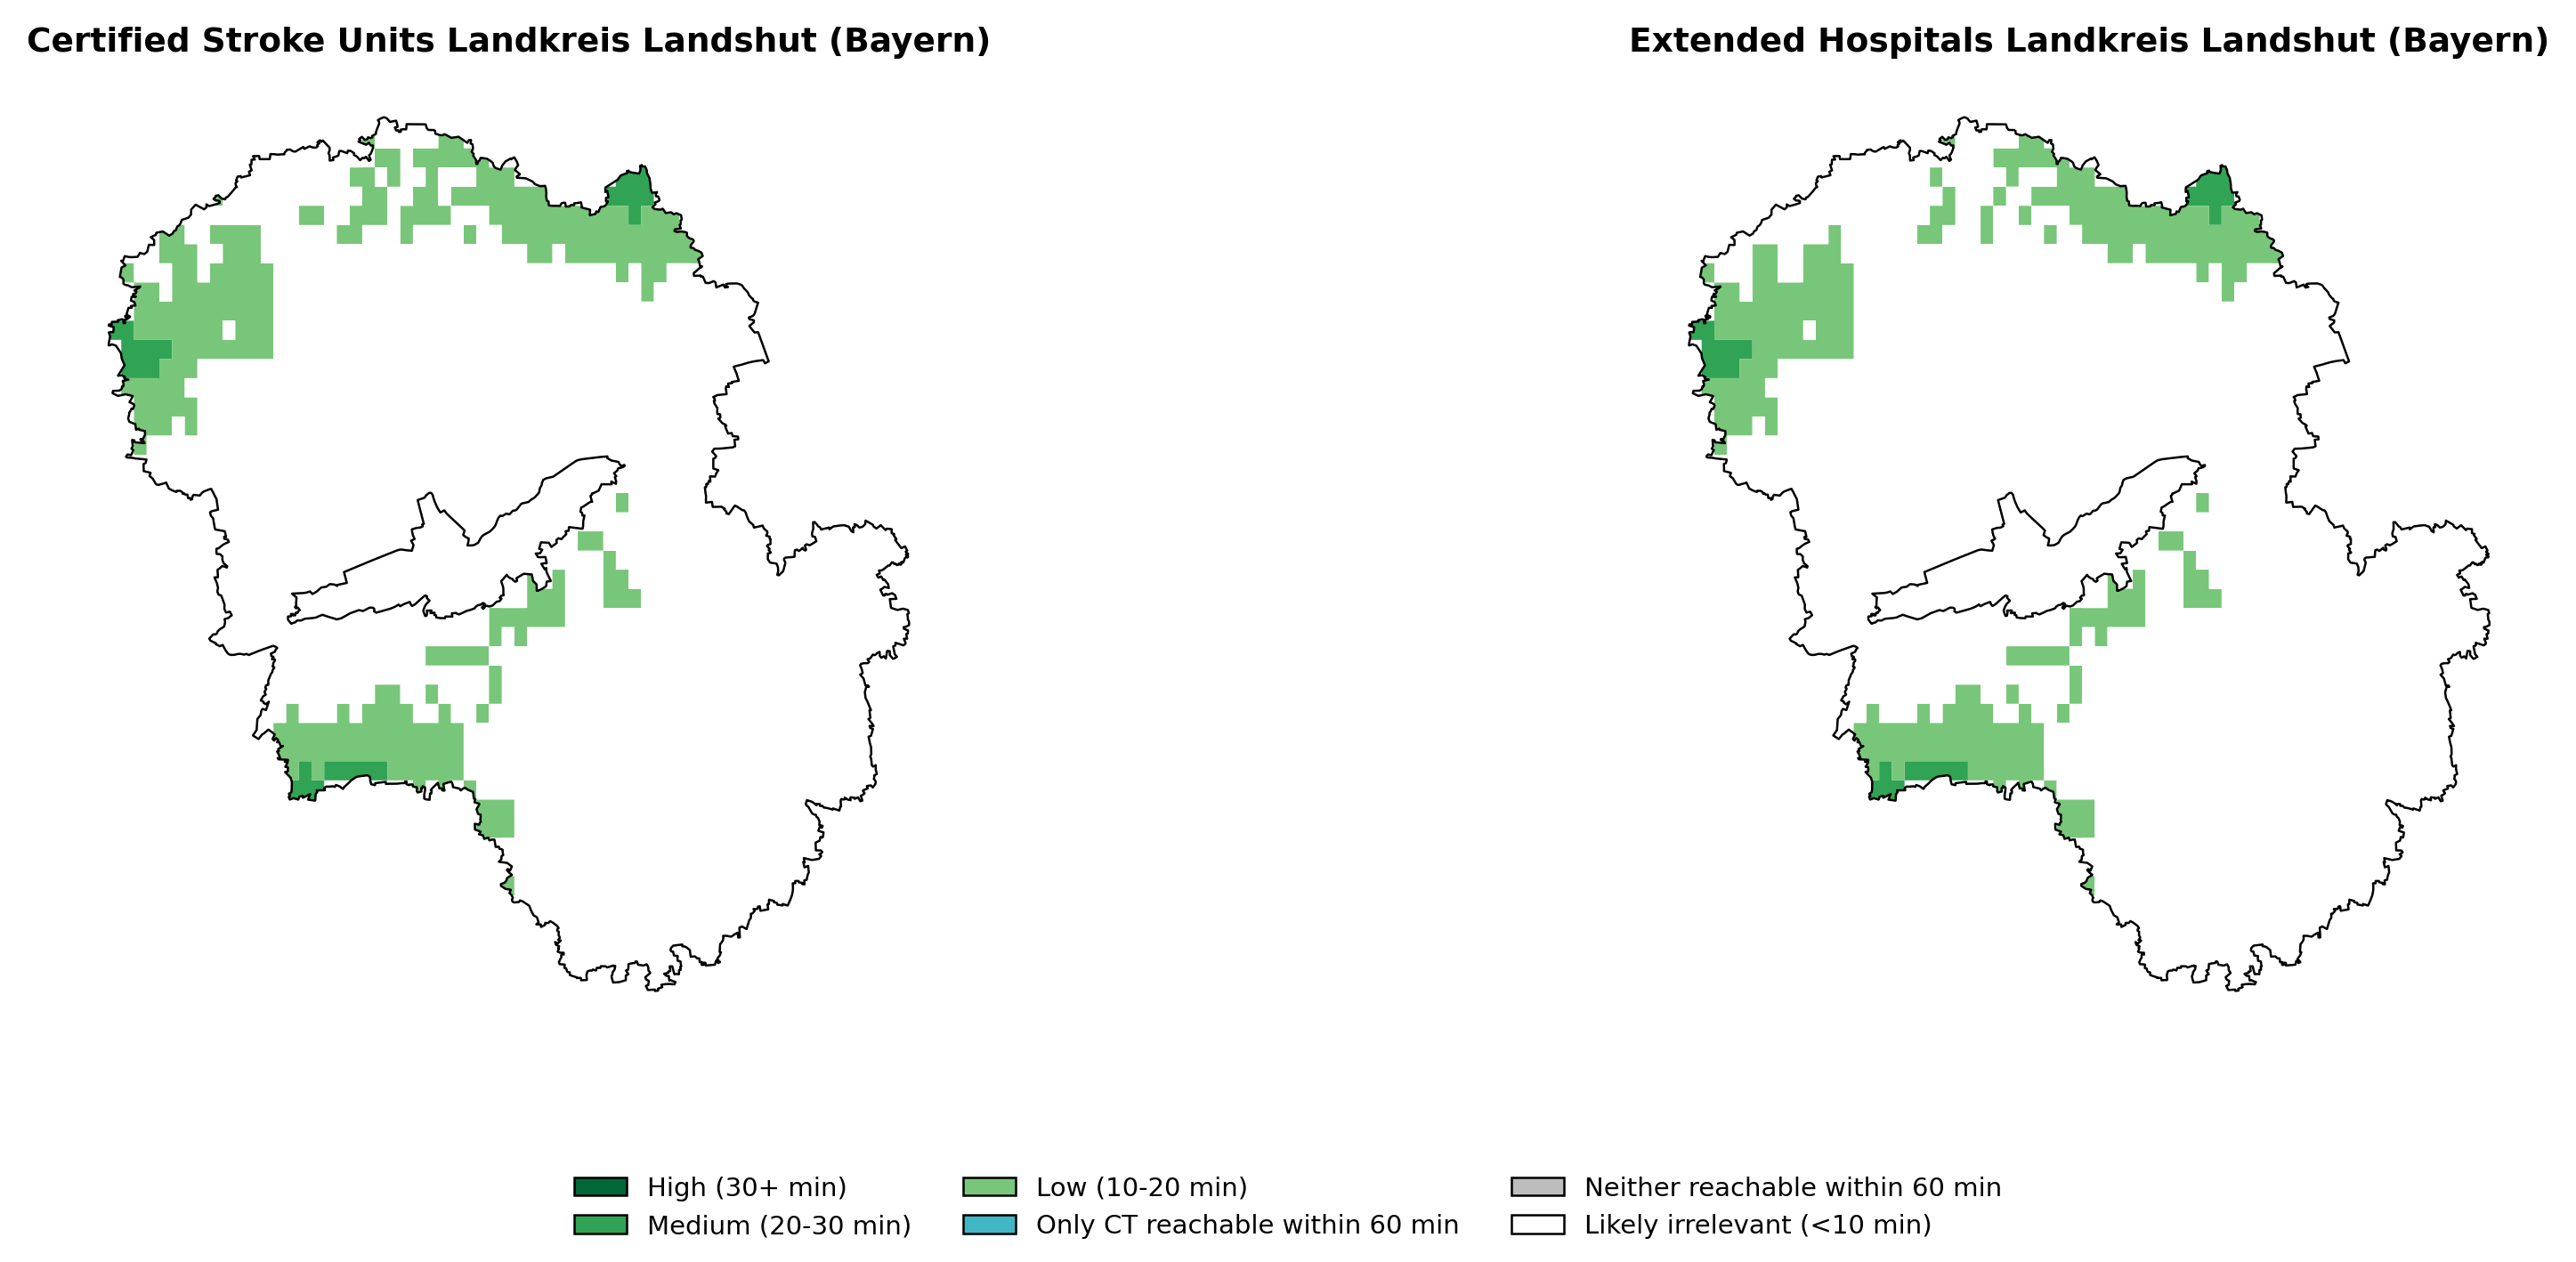 Certified Stroke Units Landkreis Landshut (Bayern)
Extended Hospitals Landkreis Landshut (Bayern)
High (30+ min)
Medium (20-30 min)
Low (10-20 min)
Only CT reachable within 60 min
Neither reachable within 60 min
Likely irrelevant (<10 min)